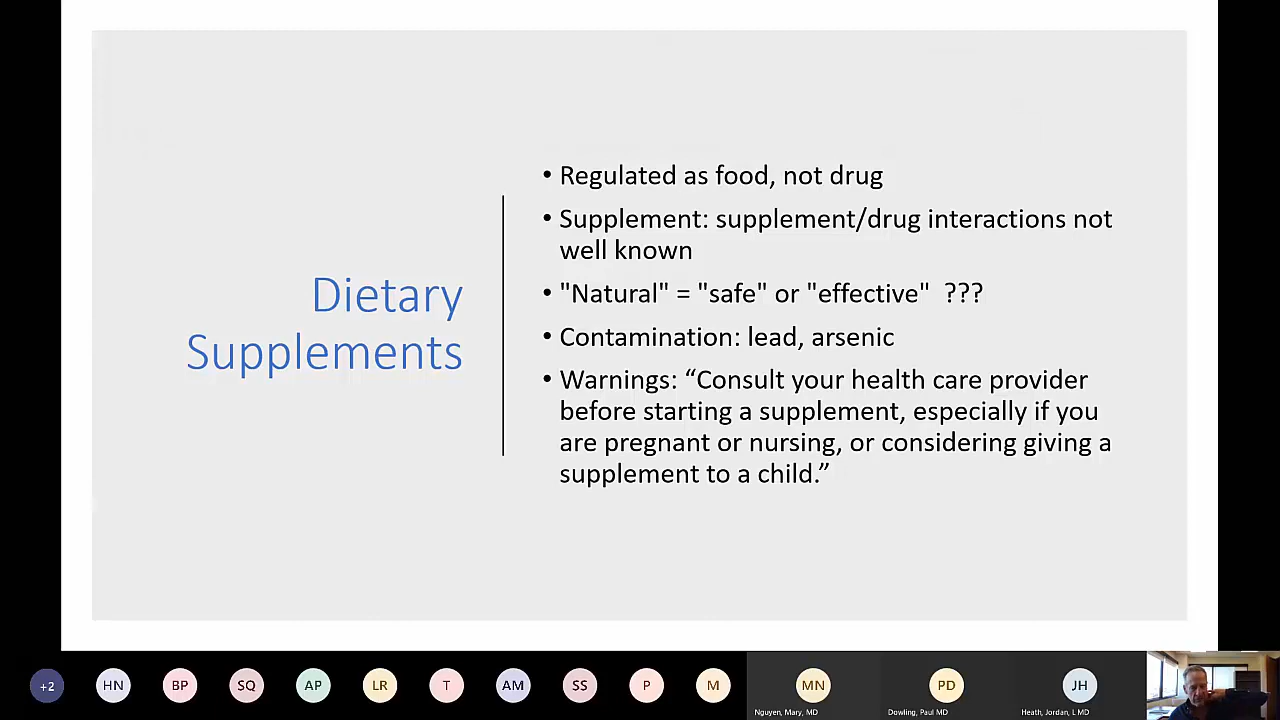 Dietary
Supplements
• Regulated as food, not drug
• Supplement: supplement/drug interactions not
well known
• "Natural" = "safe" or "effective"  ???
• Contamination: lead, arsenic
• Warnings: “Consult your health care provider
before starting a supplement, especially if you
are pregnant or nursing, or considering giving a
supplement to a child.”
+2 HN BP SQ AP LR T AM SS P M MN PD JH
Nguyen, Mary, MD Dowling, Paul MD Heath, Jordan, L MD